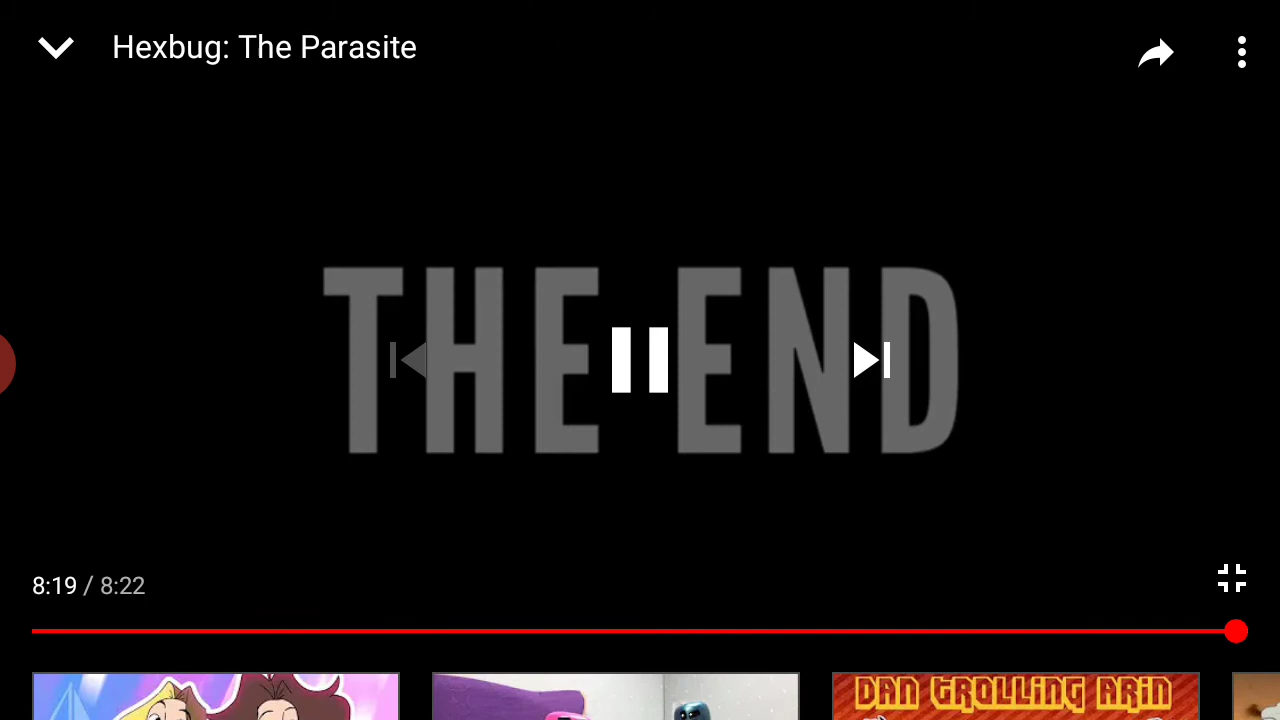 Hexbug: The Parasite
THE END
8:19 / 8:22
DAN TROLLING ARIN